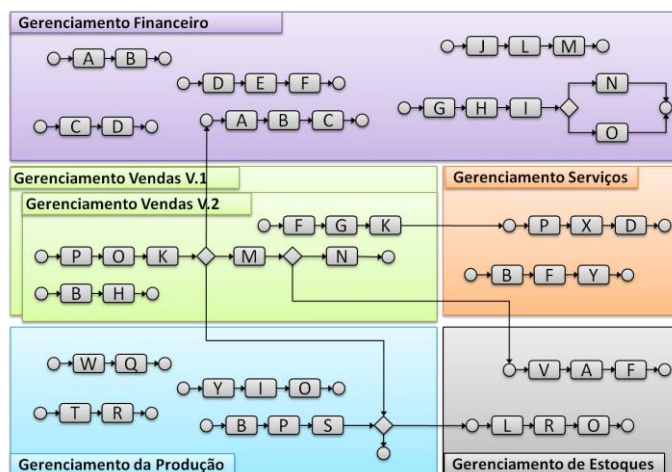 Gerenciamento Financeiro
J L M
A B
D E F
N
G H I
A B C
C D
O
Gerenciamento Vendas V.1
Gerenciamento Serviços
Gerenciamento Vendas V.2
F G K
P X D
P O K M N
B F Y
B H
W Q
V A F
Y I O
T R
B P S
L R O
Gerenciamento da Produção
Gerenciamento de Estoques